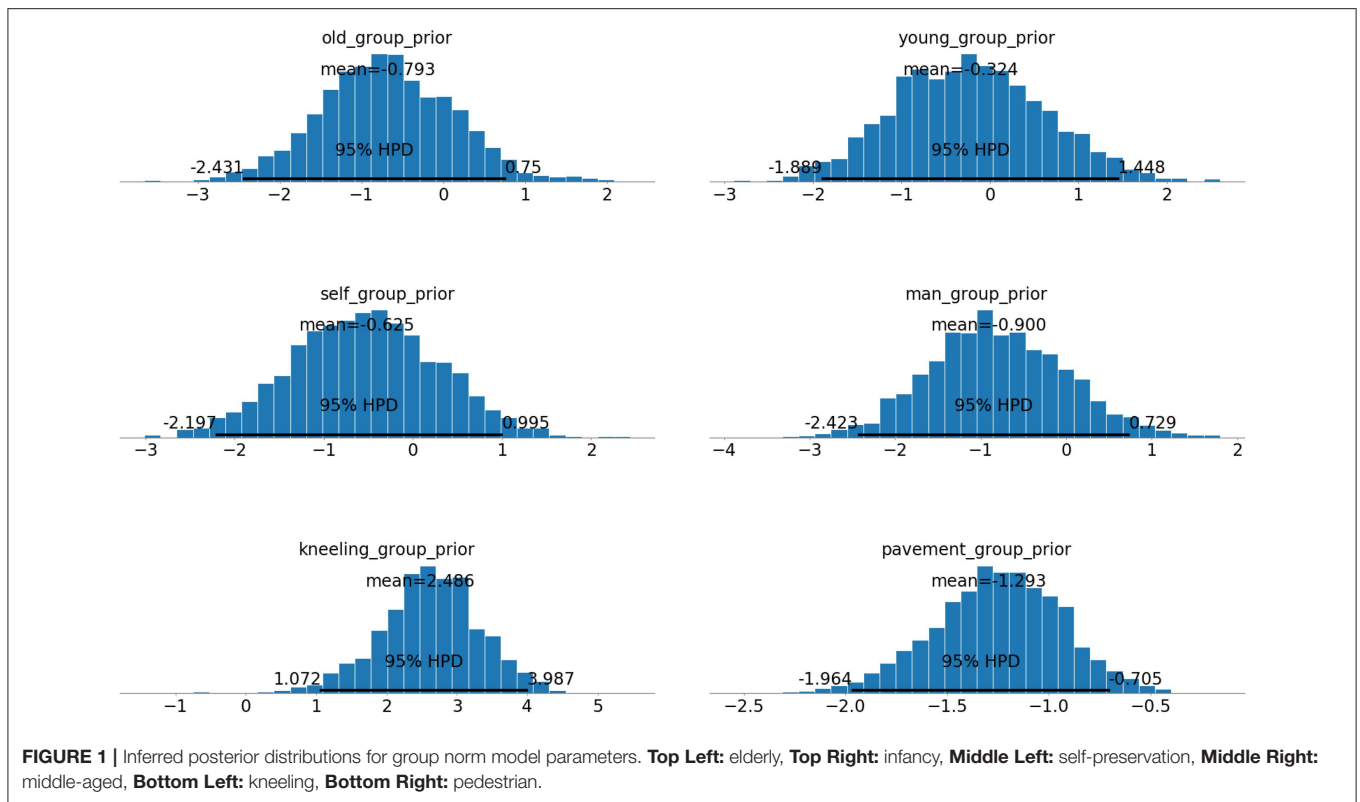 old_group_prior
mean=-0.793
95% HPD
-2.431
0.75
−3
−2
−1
0
1
2
young_group_prior
mean=-0.324
95% HPD
-1.889
1.448
−3
−2
−1
0
1
2
self_group_prior
mean=-0.625
95% HPD
-2.197
0.995
−3
−2
−1
0
1
2
man_group_prior
mean=-0.900
95% HPD
-2.423
0.729
−4
−3
−2
−1
0
1
2
kneeling_group_prior
mean=2.486
95% HPD
1.072
3.987
−1
0
1
2
3
4
5
pavement_group_prior
mean=-1.293
95% HPD
-1.964
-0.705
−2.5
−2.0
−1.5
−1.0
−0.5
FIGURE 1 | Inferred posterior distributions for group norm model parameters. Top Left: elderly, Top Right: infancy, Middle Left: self-preservation, Middle Right:
middle-aged, Bottom Left: kneeling, Bottom Right: pedestrian.